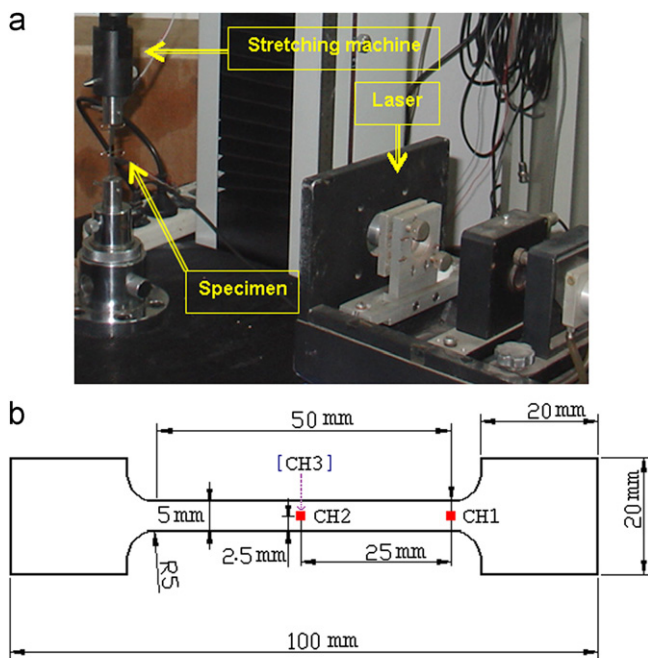 a
Stretching machine
Laser
Specimen
b
50 mm
20 mm
[CH3]
5 mm
CH2
CH1
20 mm
2.5 mm
25 mm
R5
100 mm